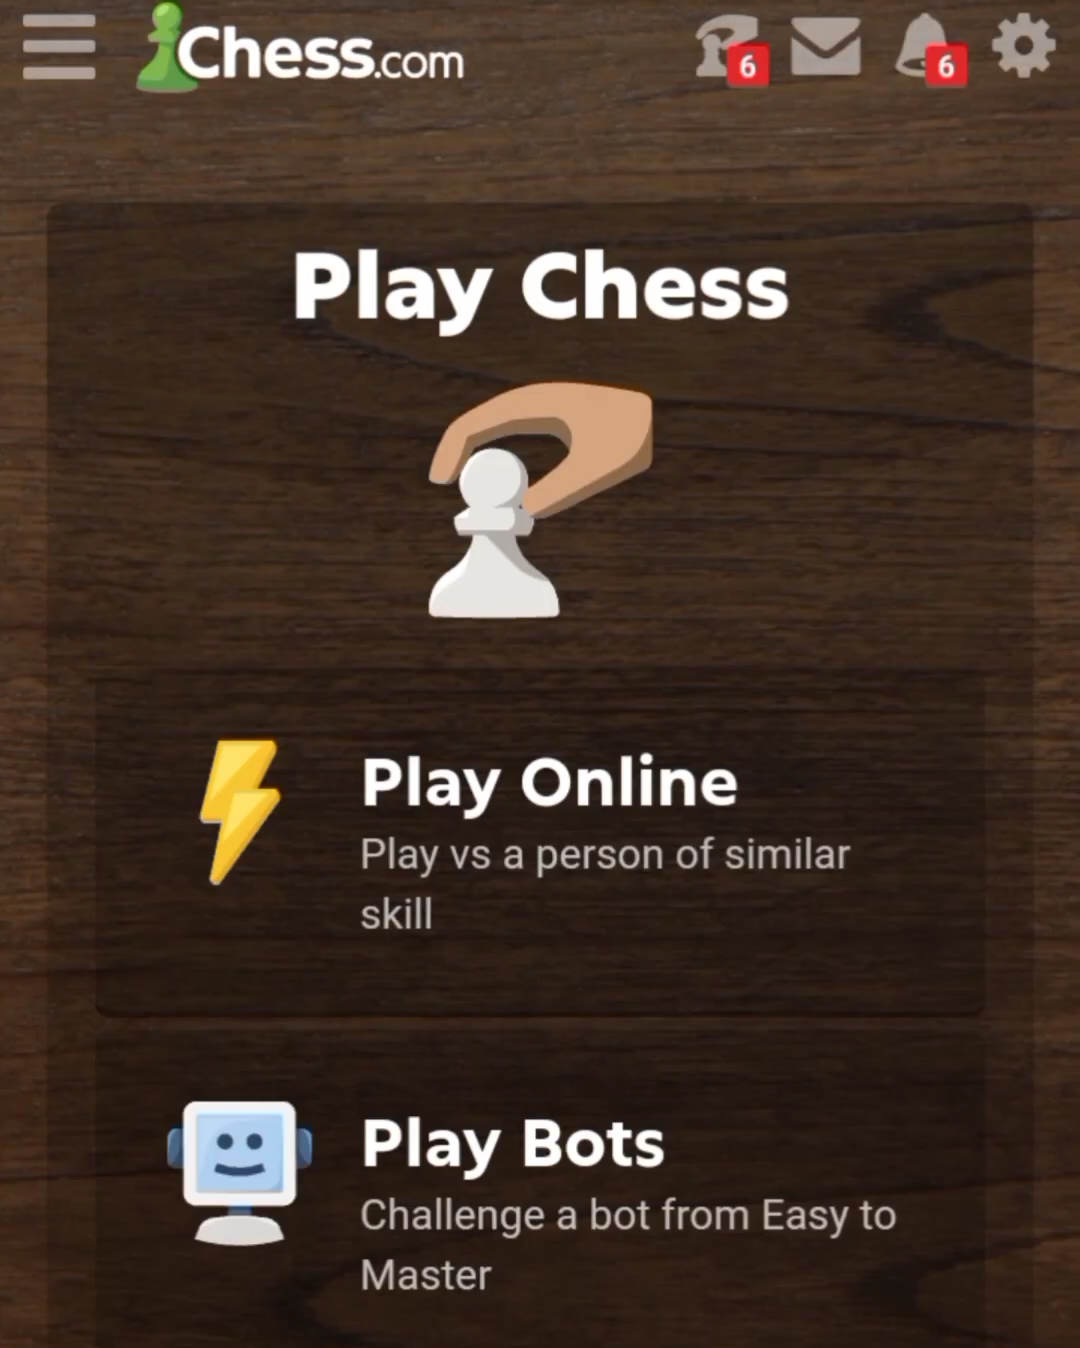 Chess.com
6
6
Play Chess
Play Online
Play vs a person of similar
skill
Play Bots
Challenge a bot from Easy to
Master